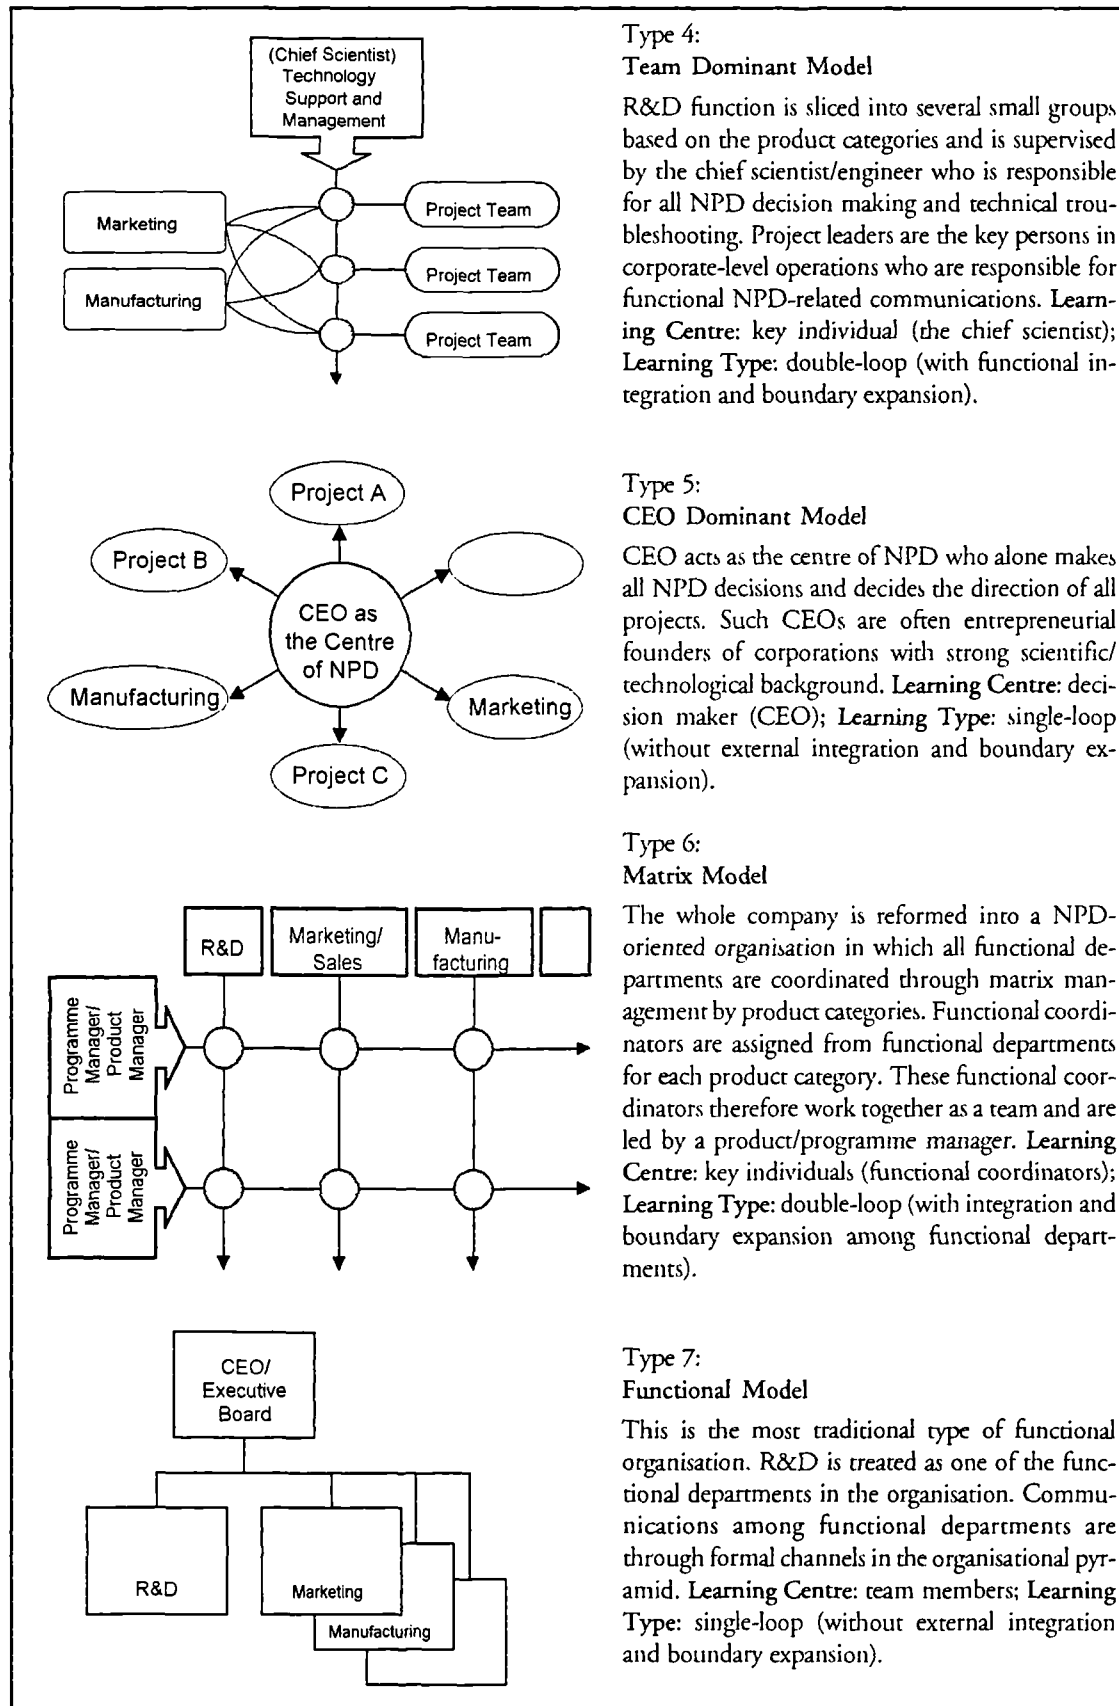 (Chief Scientist)
Technology
Support and
Management
Marketing
Manufacturing
Project Team
Project Team
Project Team
Type 4:
Team Dominant Model
R&D function is sliced into several small groups
based on the product categories and is supervised
by the chief scientist/engineer who is responsible
for all NPD decision making and technical trou-
bleshooting. Project leaders are the key persons in
corporate-level operations who are responsible for
functional NPD-related communications. Learn-
ing Centre: key individual (the chief scientist);
Learning Type: double-loop (with functional in-
tegration and boundary expansion).
Project A
Project B
CEO as
the Centre
of NPD
Manufacturing
Marketing
Project C
Type 5:
CEO Dominant Model
CEO acts as the centre of NPD who alone makes
all NPD decisions and decides the direction of all
projects. Such CEOs are often entrepreneurial
founders of corporations with strong scientific/
technological background. Learning Centre: deci-
sion maker (CEO); Learning Type: single-loop
(without external integration and boundary ex-
pansion).
R&D
Marketing/
Sales
Manu-
facturing
Programme
Manager/
Product
Manager
Programme
Manager/
Product
Manager
Type 6:
Matrix Model
The whole company is reformed into a NPD-
oriented organisation in which all functional de-
partments are coordinated through matrix man-
agement by product categories. Functional coordi-
nators are assigned from functional departments
for each product category. These functional coor-
dinators therefore work together as a team and are
led by a product/programme manager. Learning
Centre: key individuals (functional coordinators);
Learning Type: double-loop (with integration and
boundary expansion among functional depart-
ments).
CEO/
Executive
Board
R&D
Marketing
Manufacturing
Type 7:
Functional Model
This is the most traditional type of functional
organisation. R&D is treated as one of the func-
tional departments in the organisation. Commu-
nications among functional departments are
through formal channels in the organisational pyr-
amid. Learning Centre: team members; Learning
Type: single-loop (without external integration
and boundary expansion).